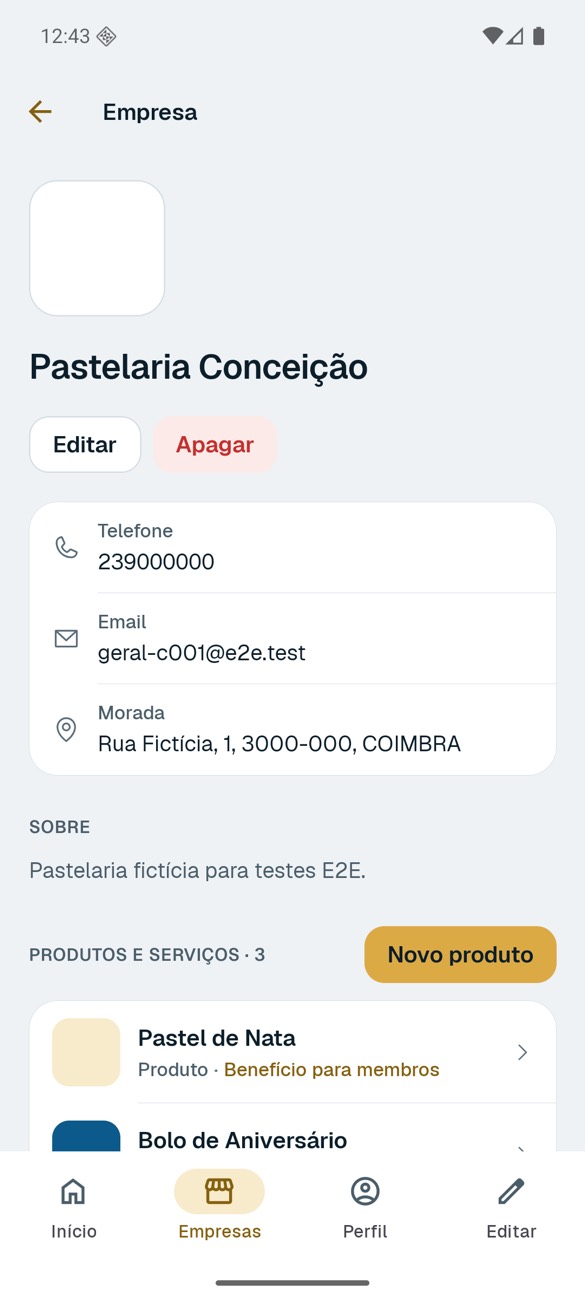 12:43
Empresa
Pastelaria Conceição
Editar
Apagar
Telefone
239000000
Email
geral-c001@e2e.test
Morada
Rua Fictícia, 1, 3000-000, COIMBRA
SOBRE
Pastelaria fictícia para testes E2E.
PRODUTOS E SERVIÇOS · 3
Novo produto
Pastel de Nata
Produto · Benefício para membros
Bolo de Aniversário
Início
Empresas
Perfil
Editar